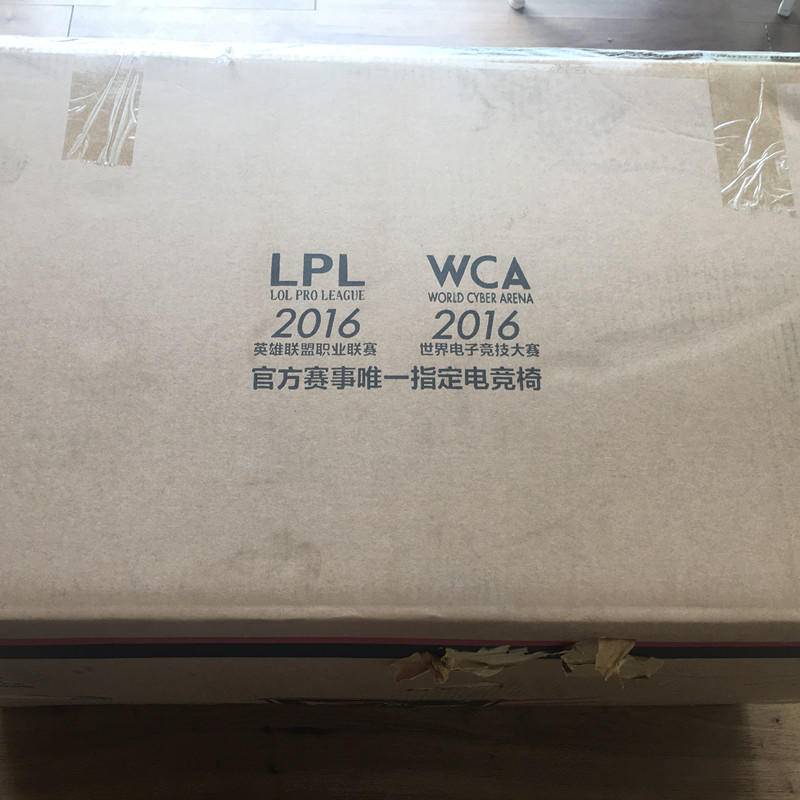 LPL
LOL PRO LEAGUE
2016
英雄联盟职业联赛
WCA
WORLD CYBER ARENA
2016
世界电子竞技大赛
官方赛事唯一指定电竞椅